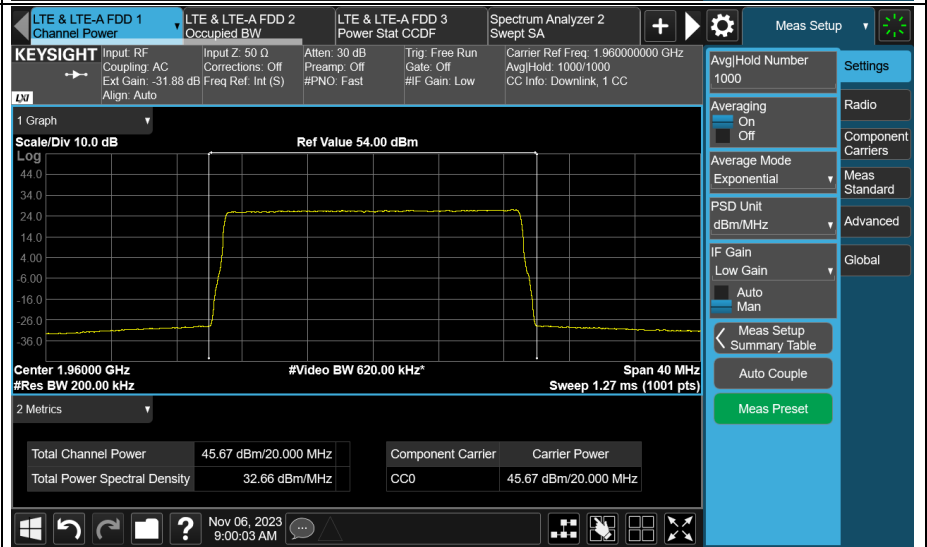 LTE & LTE-A FDD 1
Channel Power
LTE & LTE-A FDD 2
Occupied BW
LTE & LTE-A FDD 3
Power Stat CCDF
Spectrum Analyzer 2
Swept SA
+
Meas Setup
KEYSIGHT
LXI
Input: RF
Coupling: AC
Ext Gain: -31.88 dB
Align: Auto
Input Z: 50 Ω
Corrections: Off
Freq Ref: Int (S)
Atten: 30 dB
Preamp: Off
#PNO: Fast
Trig: Free Run
Gate: Off
#IF Gain: Low
Carrier Ref Freq: 1.960000000 GHz
Avg|Hold: 1000/1000
CC Info: Downlink, 1 CC
1 Graph
Scale/Div 10.0 dB
Ref Value 54.00 dBm
Log
44.0
34.0
24.0
14.0
4.00
-6.00
-16.0
-26.0
-36.0
Center 1.96000 GHz
#Video BW 620.00 kHz*
Span 40 MHz
#Res BW 200.00 kHz
Sweep 1.27 ms (1001 pts)
2 Metrics
Total Channel Power 45.67 dBm/20.000 MHz
Total Power Spectral Density 32.66 dBm/MHz
Component Carrier Carrier Power
CC0 45.67 dBm/20.000 MHz
Avg|Hold Number
1000
Averaging
On
Off
Average Mode
Exponential
PSD Unit
dBm/MHz
IF Gain
Low Gain
Auto
Man
Meas Setup
Summary Table
Auto Couple
Meas Preset
Settings
Radio
Component
Carriers
Meas
Standard
Advanced
Global
?
Nov 06, 2023
9:00:03 AM